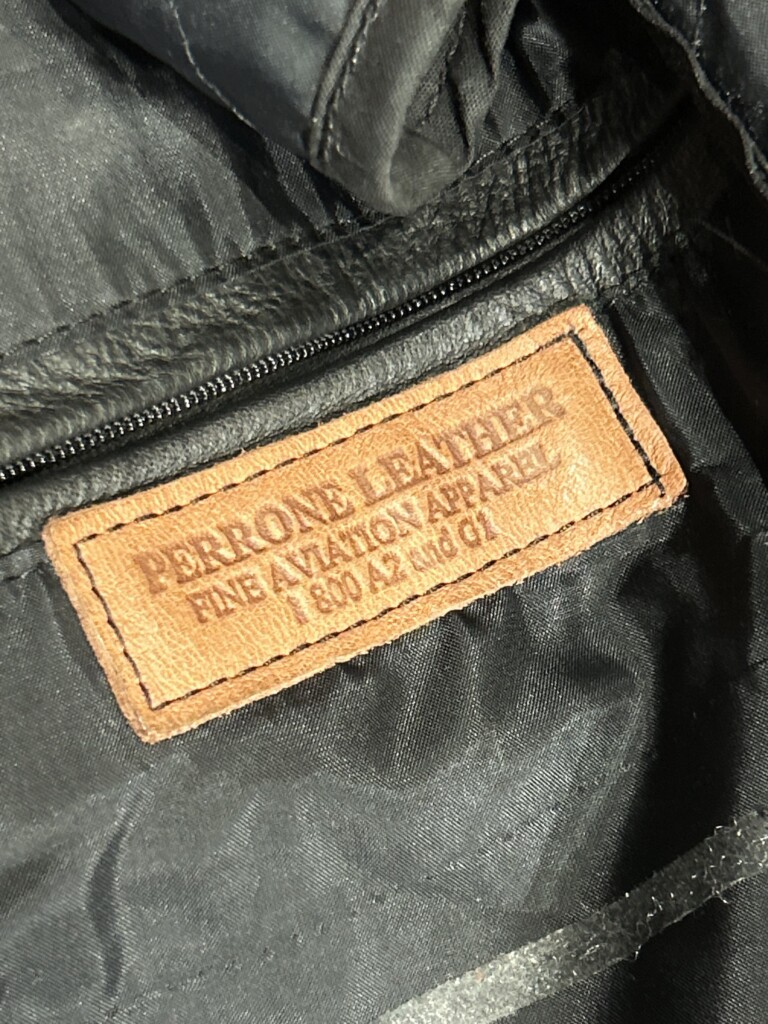 PERRONE LEATHER
FINE AVIATION APPAREL
1 800 A2 and G1